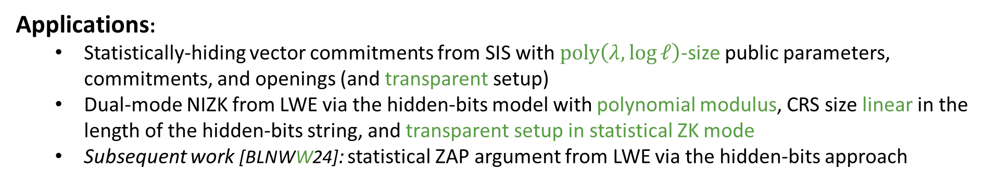 Applications:
• Statistically-hiding vector commitments from SIS with poly(λ, log ℓ)-size public parameters,
commitments, and openings (and transparent setup)
• Dual-mode NIZK from LWE via the hidden-bits model with polynomial modulus, CRS size linear in the
length of the hidden-bits string, and transparent setup in statistical ZK mode
• Subsequent work [BLNWW24]: statistical ZAP argument from LWE via the hidden-bits approach